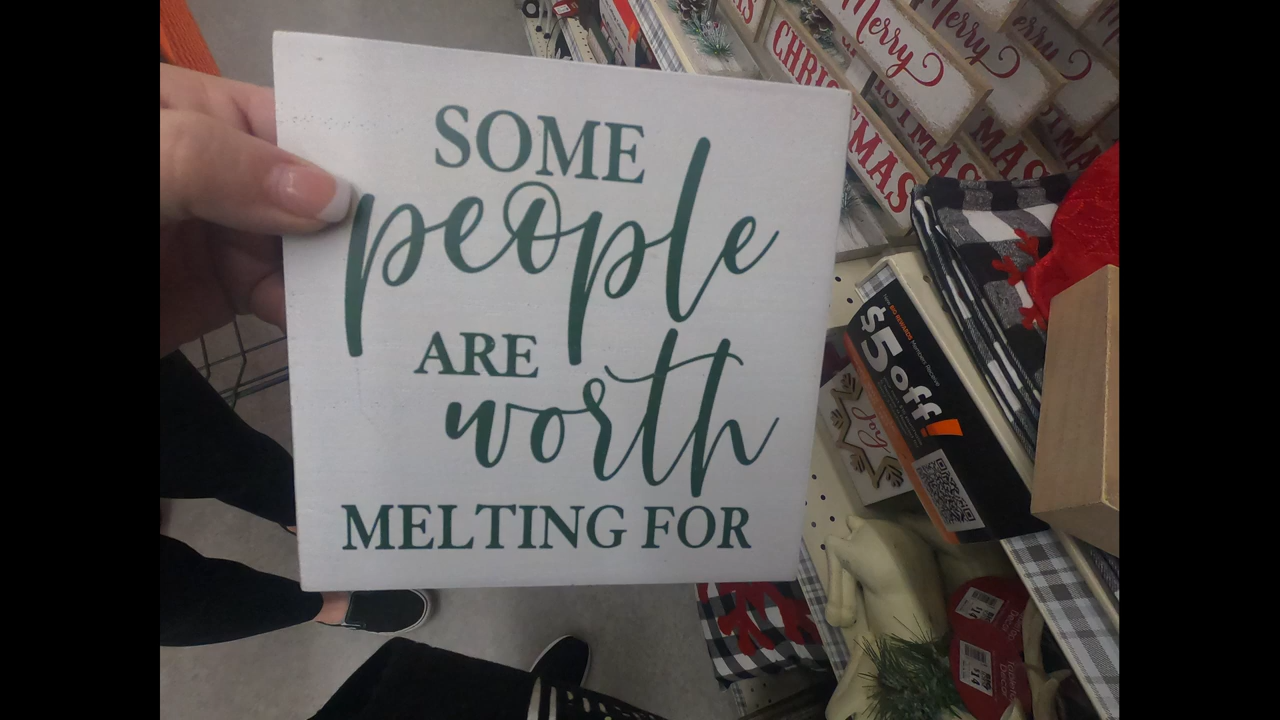 SOME
people
ARE
worth
MELTING FOR
Merry
CHRISTMAS
Merry
$5 off
Joy